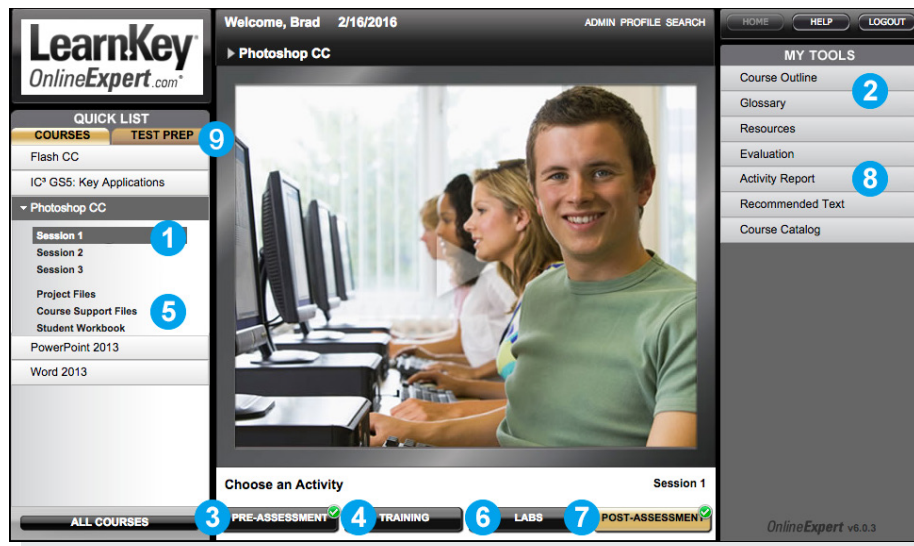 LearnKey
OnlineExpert.com
Welcome, Brad 2/16/2016
ADMIN PROFILE SEARCH
HOME HELP LOGOUT
Photoshop CC
MY TOOLS
Course Outline
Glossary
Resources
Evaluation
Activity Report
Recommended Text
Course Catalog
2
8
QUICK LIST
COURSES TEST PREP 9
Flash CC
IC³ GS5: Key Applications
Photoshop CC
Session 1
Session 2
Session 3
1
Project Files
Course Support Files
Student Workbook
5
PowerPoint 2013
Word 2013
ALL COURSES
Choose an Activity
Session 1
3 PRE-ASSESSMENT 4 TRAINING 6 LABS 7 POST-ASSESSMENT
OnlineExpert v6.0.3